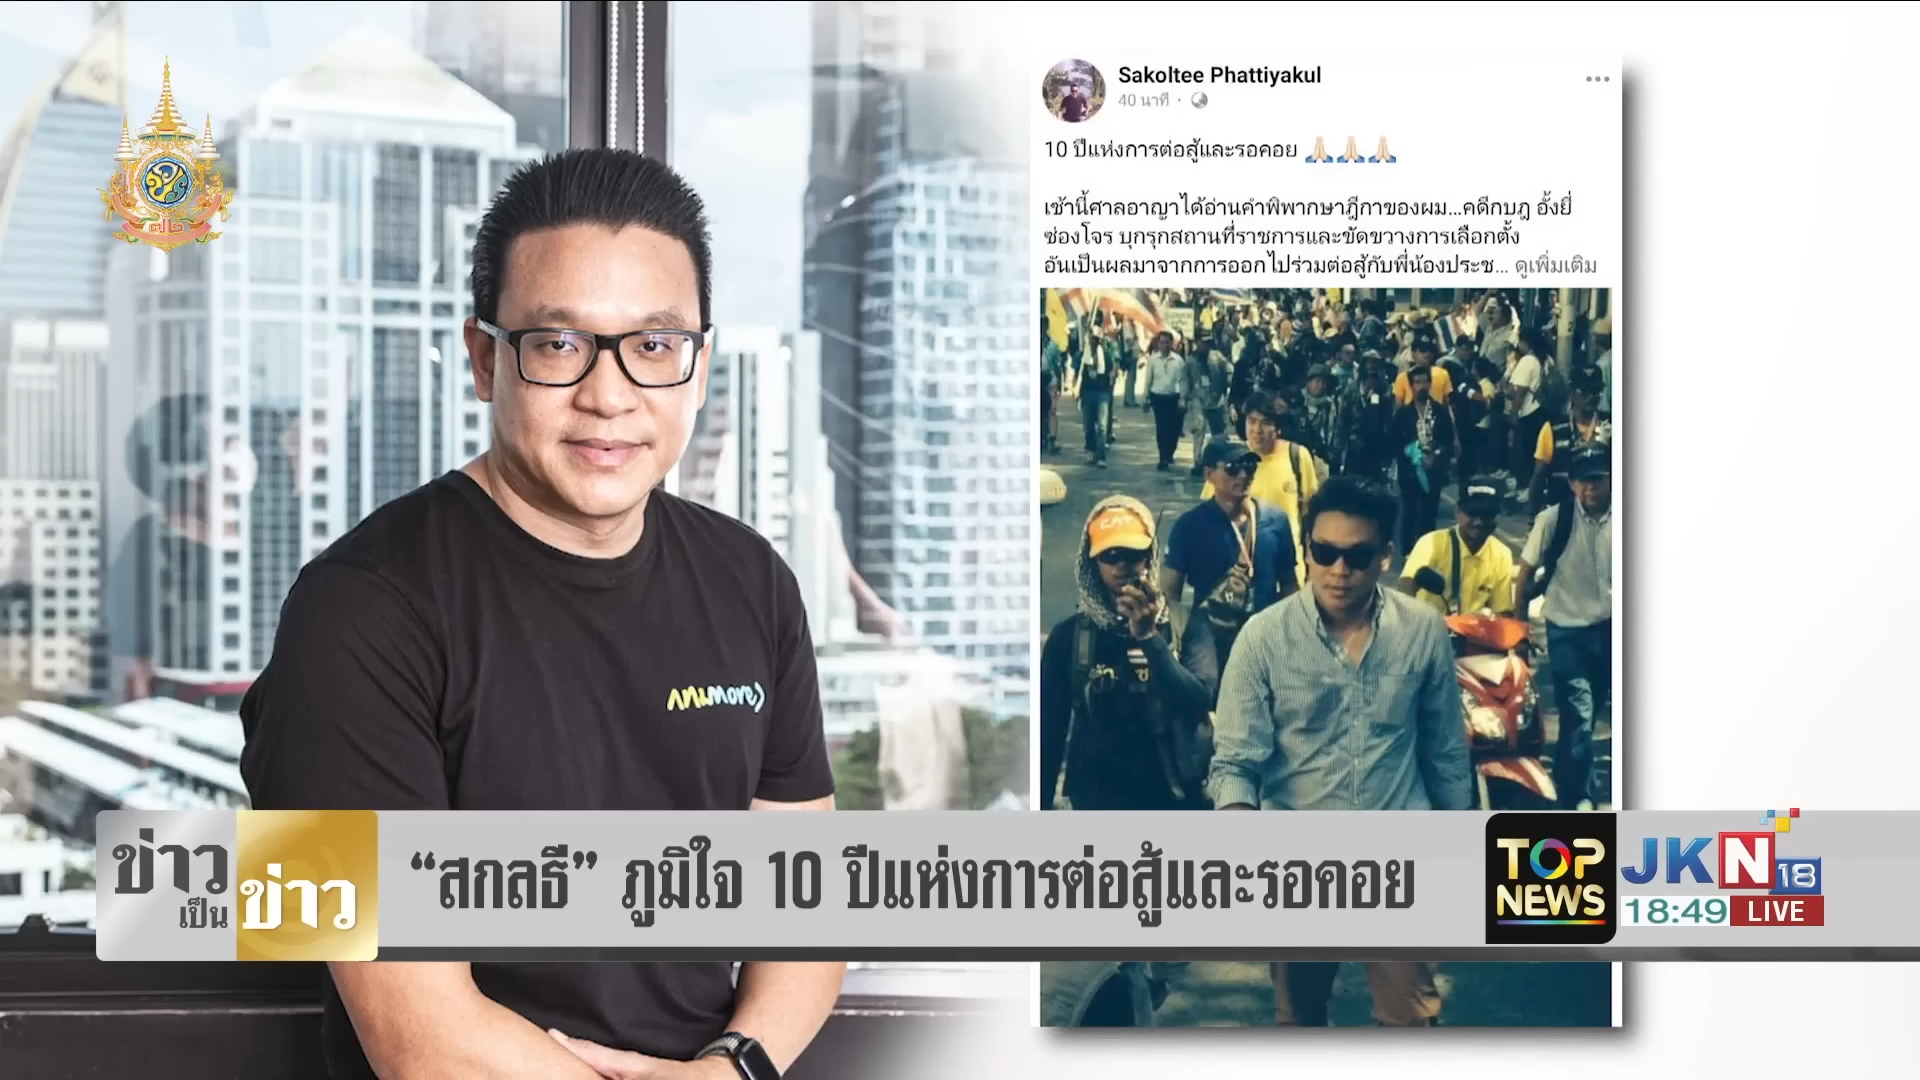 Sakoltee Phattiyakul
40 นาที ·
10 ปีแห่งการต่อสู้และรอคอย 🙏🏻🙏🏻🙏🏻
เช้านี้ศาลอาญาได้อ่านคำพิพากษาฎีกาของผม...คดีกบฎ อั้งยี่
ซ่องโจร บุกรุกสถานที่ราชการและขัดขวางการเลือกตั้ง
อันเป็นผลมาจากการออกไปร่วมต่อสู้กับพี่น้องประช... ดูเพิ่มเติม
๗๒
more
CAT
ข่าว
เป็น
ข่าว
“สกลธี” ภูมิใจ 10 ปีแห่งการต่อสู้และรอคอย
TOP
NEWS
JKN
18
18:49 LIVE